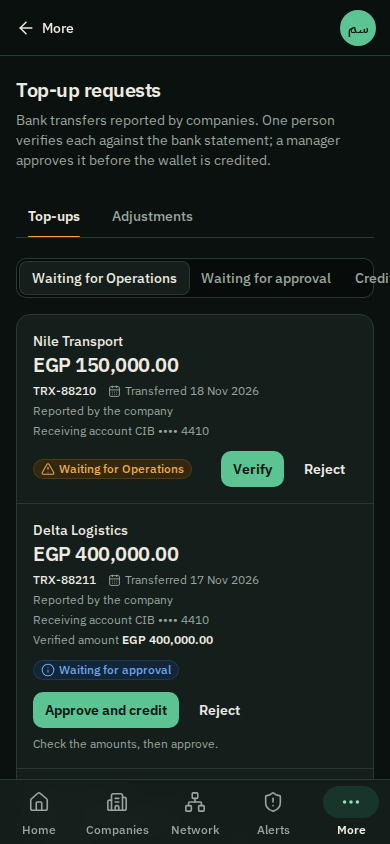 More
سم
Top-up requests
Bank transfers reported by companies. One person
verifies each against the bank statement; a manager
approves it before the wallet is credited.
Top-ups Adjustments
Waiting for Operations Waiting for approval
Nile Transport
EGP 150,000.00
TRX-88210 Transferred 18 Nov 2026
Reported by the company
Receiving account CIB •••• 4410
Waiting for Operations Verify Reject
Delta Logistics
EGP 400,000.00
TRX-88211 Transferred 17 Nov 2026
Reported by the company
Receiving account CIB •••• 4410
Verified amount EGP 400,000.00
Waiting for approval
Approve and credit Reject
Check the amounts, then approve.
Home Companies Network Alerts More